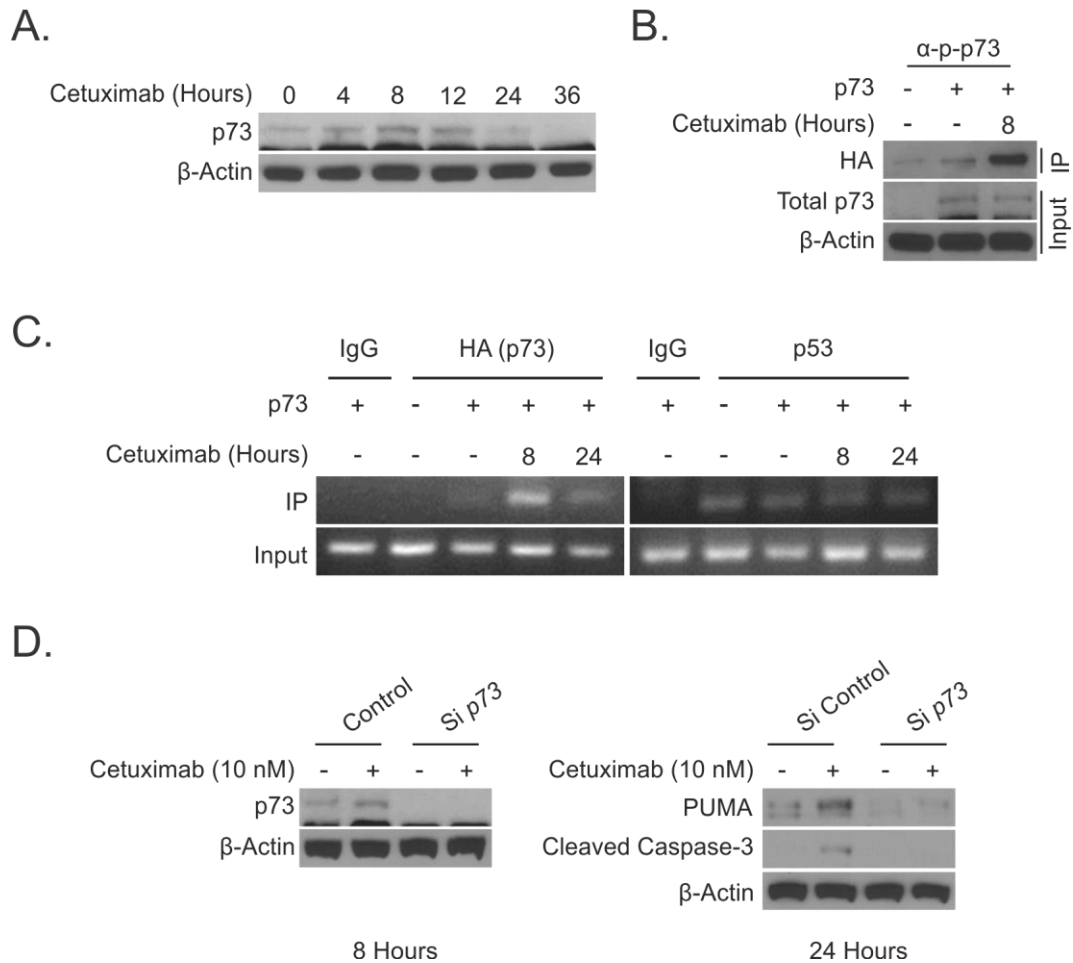 A.
Cetuximab (Hours) 0 4 8 12 24 36
p73
β-Actin
B.
α-p-p73
p73 - + +
Cetuximab (Hours) - - 8
HA
IP
Total p73
β-Actin
Input
C.
IgG HA (p73) IgG p53
p73 + - + + + + - + + +
Cetuximab (Hours) - - - 8 24 - - - 8 24
IP
Input
D.
Control Si p73
Cetuximab (10 nM) - + - +
p73
β-Actin
8 Hours
Si Control Si p73
Cetuximab (10 nM) - + - +
PUMA
Cleaved Caspase-3
β-Actin
24 Hours